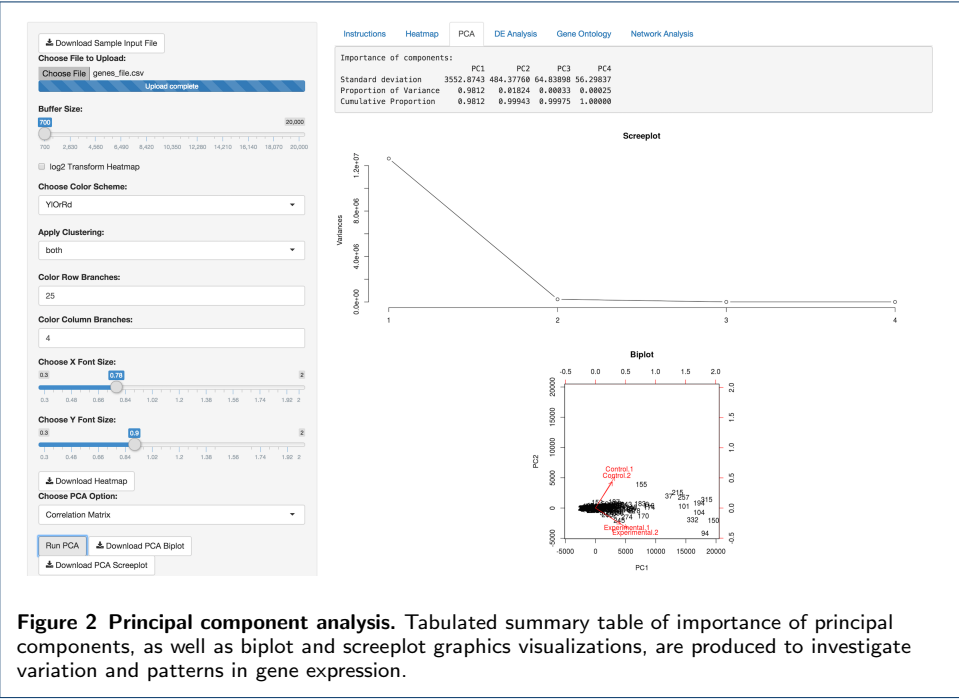 Download Sample Input File
Choose File to Upload:
Choose File genes_file.csv
Upload complete
Buffer Size:
700 20,000
700 2,630 4,560 6,490 8,420 10,350 12,280 14,210 16,140 18,070 20,000
log2 Transform Heatmap
Choose Color Scheme:
YlOrRd
Apply Clustering:
both
Color Row Branches:
25
Color Column Branches:
4
Choose X Font Size:
0.3 0.78 2
0.3 0.48 0.66 0.84 1.02 1.2 1.38 1.56 1.74 1.92 2
Choose Y Font Size:
0.3 0.9 2
0.3 0.48 0.66 0.84 1.02 1.2 1.38 1.56 1.74 1.92 2
Download Heatmap
Choose PCA Option:
Correlation Matrix
Run PCA Download PCA Biplot
Download PCA Screeplot
Instructions Heatmap PCA DE Analysis Gene Ontology Network Analysis
Importance of components:
PC1 PC2 PC3 PC4
Standard deviation 3552.8743 484.37760 64.83898 56.29837
Proportion of Variance 0.9812 0.01824 0.00033 0.00025
Cumulative Proportion 0.9812 0.99943 0.99975 1.00000
Screeplot
Variances
1.2e+07
8.0e+06
4.0e+06
0.0e+00
1 2 3 4
Biplot
-0.5 0.0 0.5 1.0 1.5 2.0
PC2
20000
15000
10000
5000
0
-5000
2.0
1.5
1.0
0.5
0.0
-0.5
Control.1
Control.2
155
37 215
257
315
194
101
104
332 150
94
170
274
245
Experimental.1
Experimental.2
-5000 0 5000 10000 15000 20000
PC1
Figure 2 Principal component analysis. Tabulated summary table of importance of principal
components, as well as biplot and screeplot graphics visualizations, are produced to investigate
variation and patterns in gene expression.